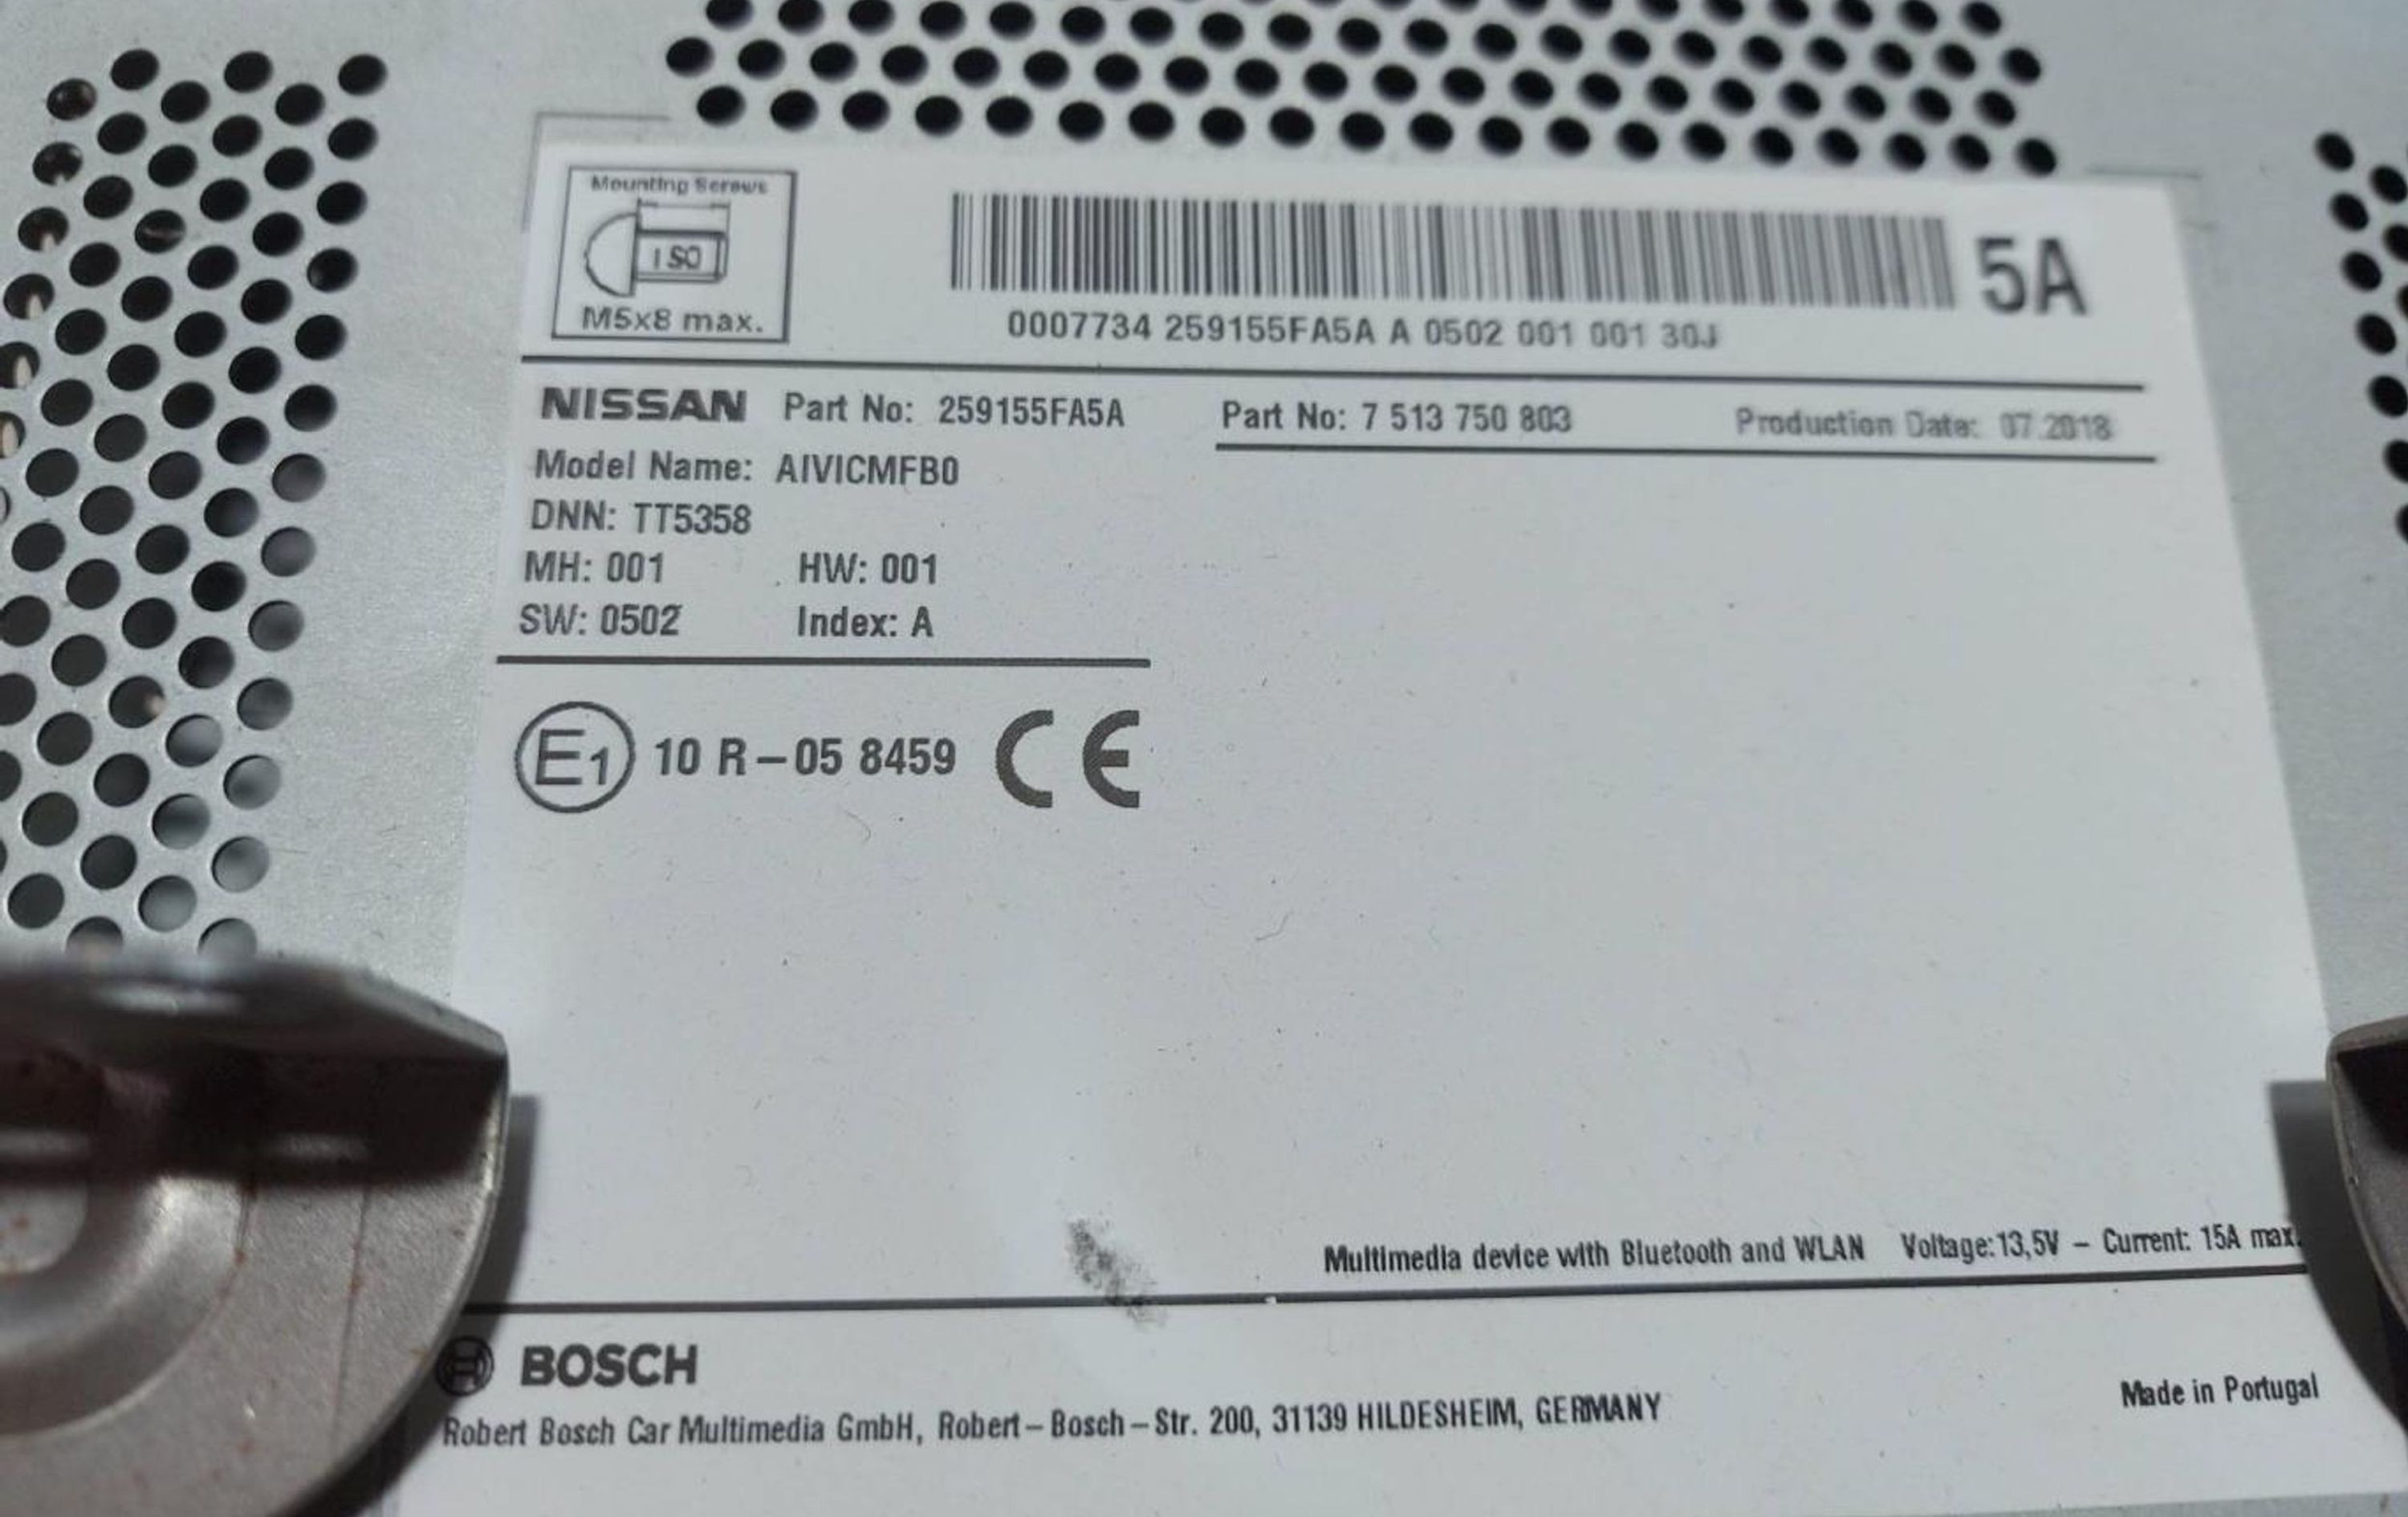 Mounting Screws
ISO
M5x8 max.
5A
0007734 259155FA5A A 0502 001 001 30J
NISSAN Part No: 259155FA5A
Part No: 7 513 750 803 Production Date: 07.2018
Model Name: AIVICMFB0
DNN: TT5358
MH: 001 HW: 001
SW: 0502 Index: A
E1 10 R-05 8459 CE
Multimedia device with Bluetooth and WLAN Voltage:13,5V - Current: 15A max.
BOSCH
Robert Bosch Car Multimedia GmbH, Robert-Bosch-Str. 200, 31139 HILDESHEIM, GERMANY
Made in Portugal